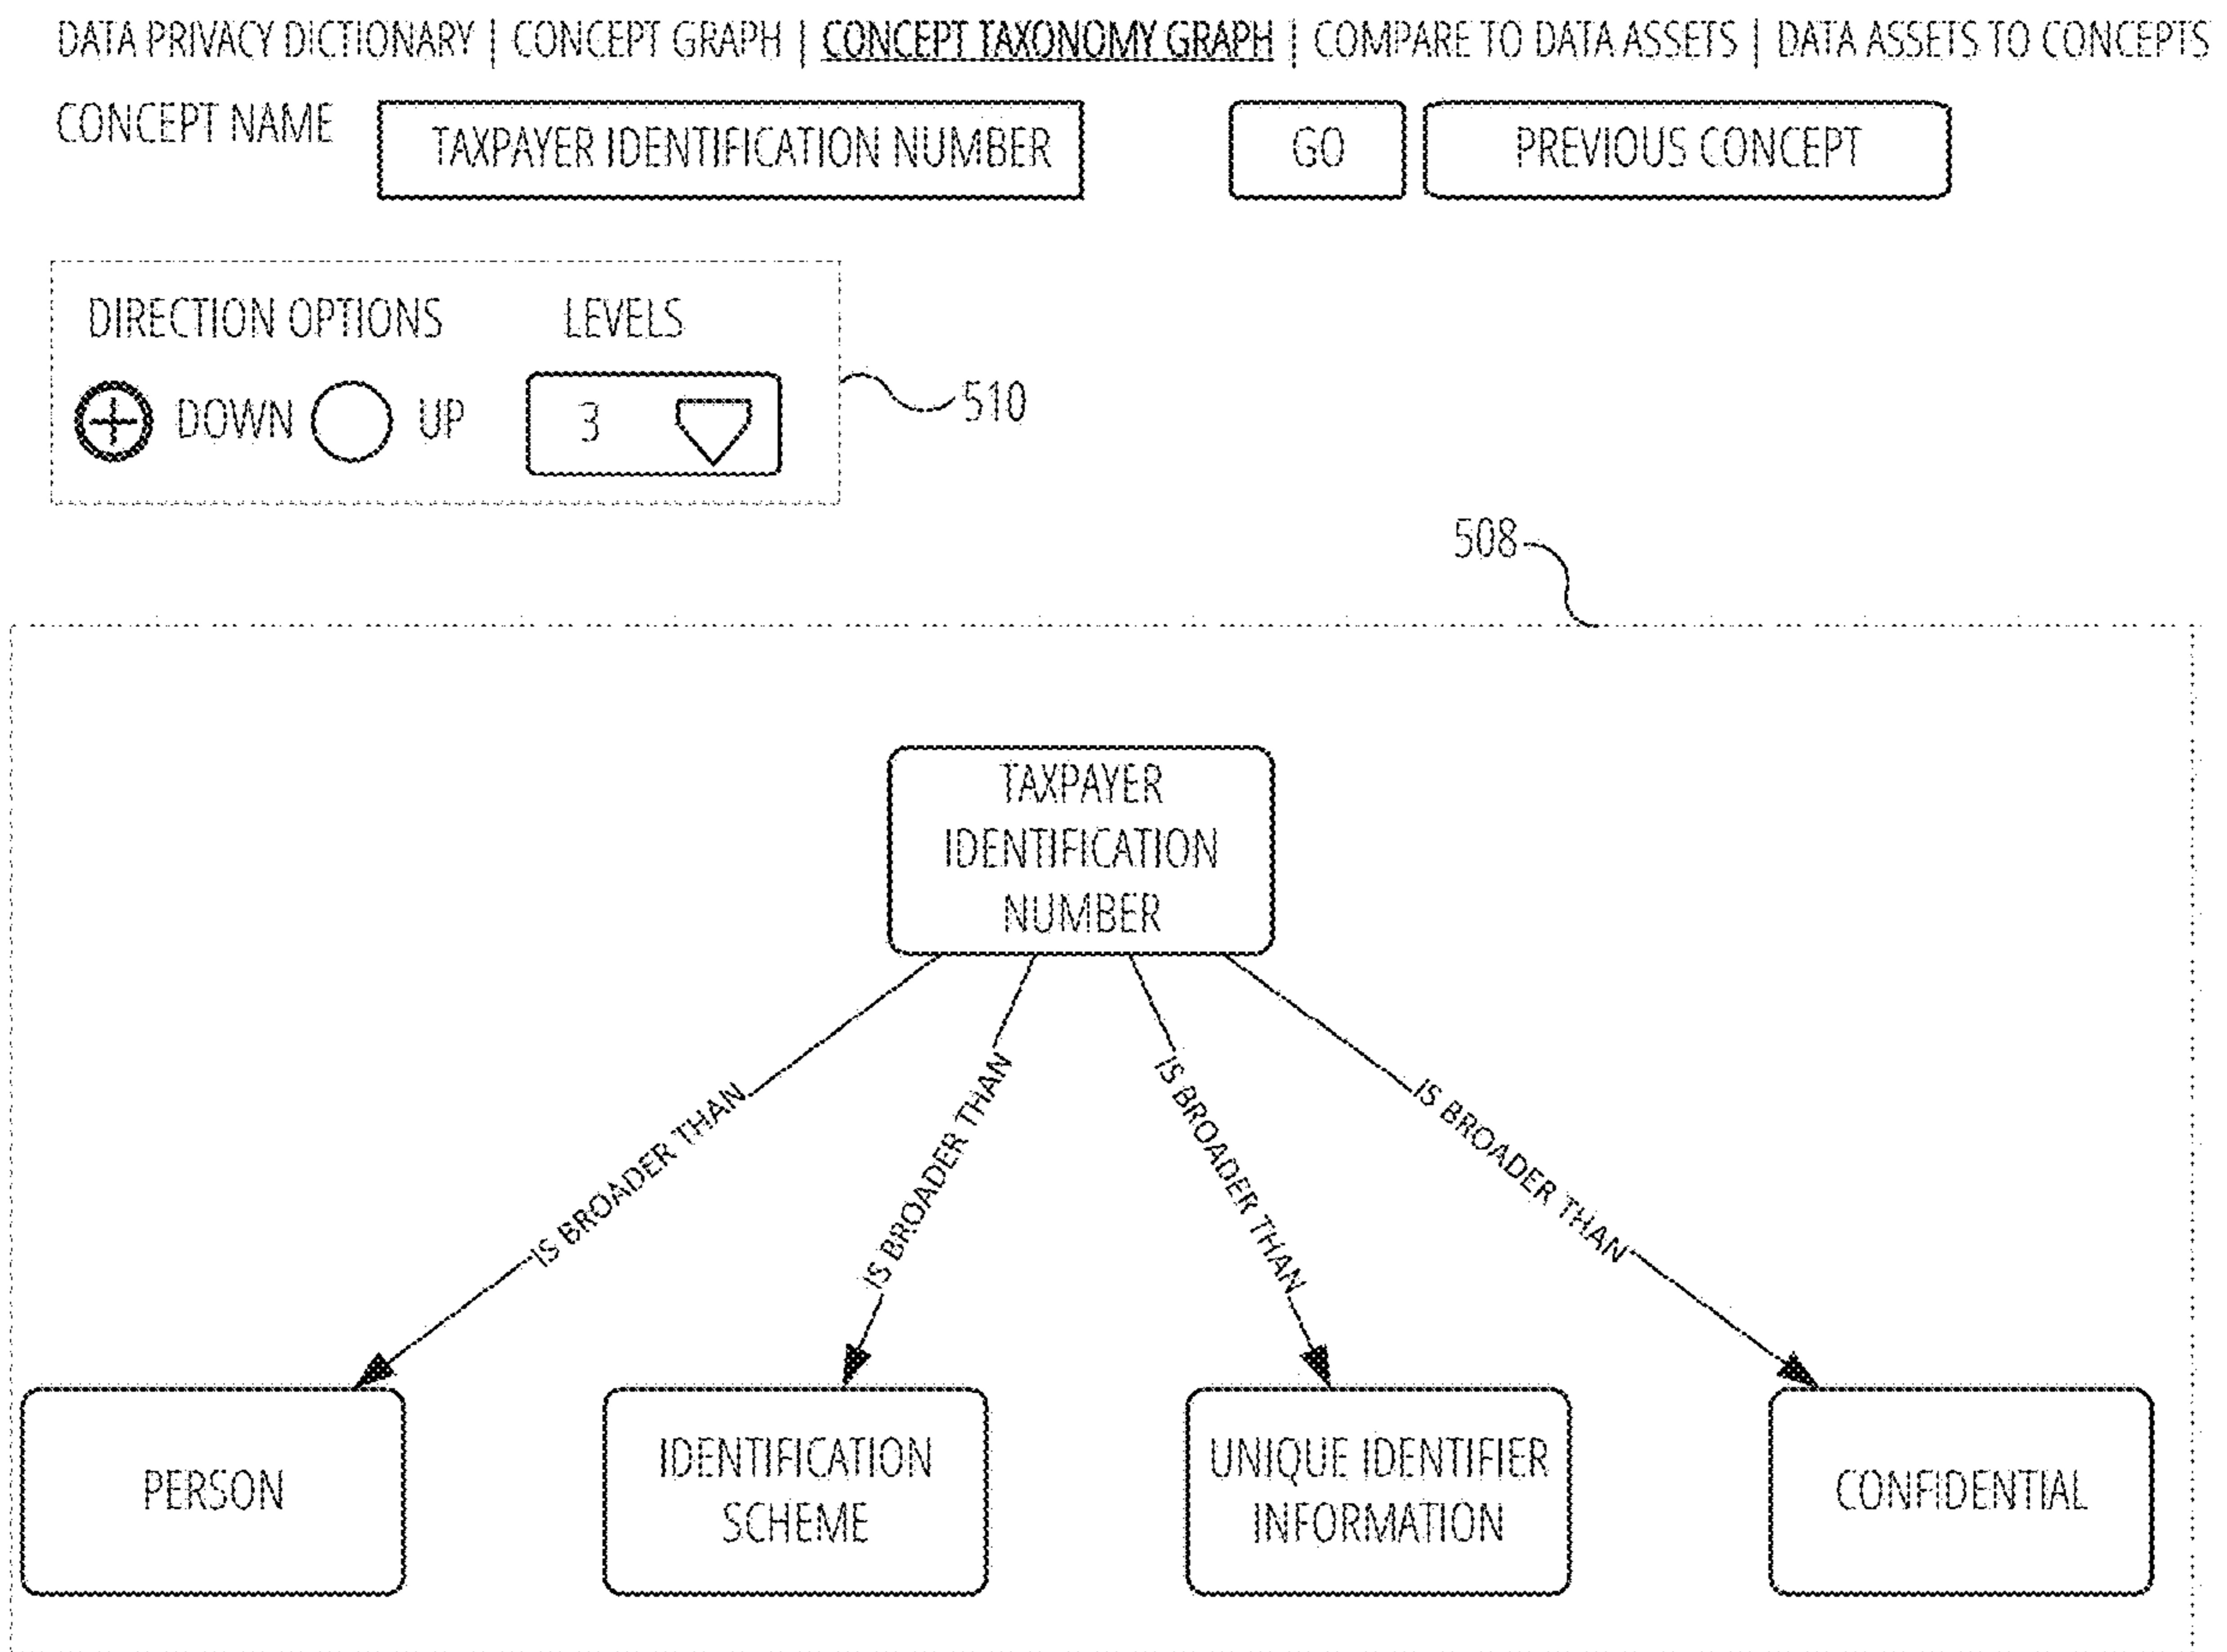 DATA PRIVACY DICTIONARY | CONCEPT GRAPH | CONCEPT TAXONOMY GRAPH | COMPARE TO DATA ASSETS | DATA ASSETS TO CONCEPTS
CONCEPT NAME TAXPAYER IDENTIFICATION NUMBER GO PREVIOUS CONCEPT
DIRECTION OPTIONS LEVELS
DOWN UP 3
510
508
TAXPAYER
IDENTIFICATION
NUMBER
IS BROADER THAN
IS BROADER THAN
IS BROADER THAN
IS BROADER THAN
PERSON
IDENTIFICATION
SCHEME
UNIQUE IDENTIFIER
INFORMATION
CONFIDENTIAL